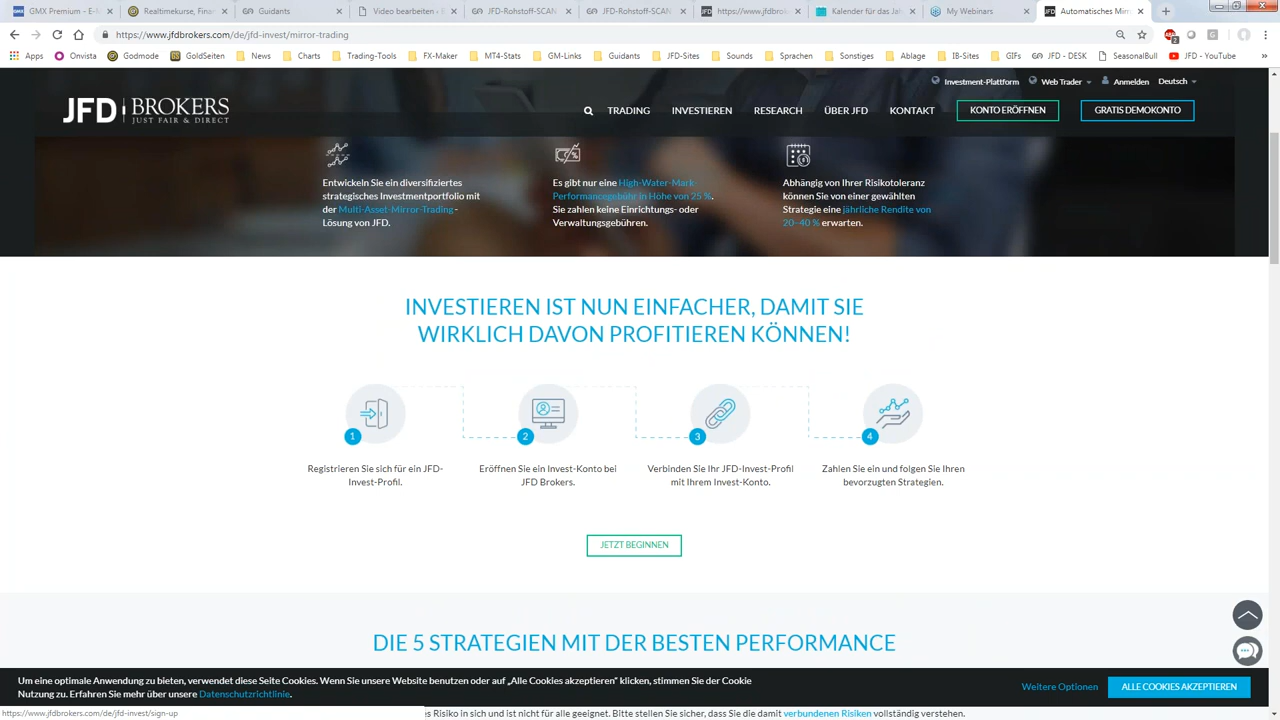 GMX Premium - E-M
Realtimekurse, Finan
Guidants
Video bearbeiten -
JFD-Rohstoff-SCAN
JFD-Rohstoff-SCAN
https://www.jfdbrok
Kalender für das Jah
My Webinars
Automatisches Mirro
https://www.jfdbrokers.com/de/jfd-invest/mirror-trading
Apps Onvista Godmode GoldSeiten News Charts Trading-Tools FX-Maker MT4-Stats GM-Links Guidants JFD-Sites Sounds Sprachen Sonstiges Ablage IB-Sites GIFs JFD - DESK SeasonalBull JFD - YouTube »
Investment-Plattform Web Trader Anmelden Deutsch
JFD BROKERS
JUST FAIR & DIRECT
TRADING INVESTIEREN RESEARCH ÜBER JFD KONTAKT KONTO ERÖFFNEN GRATIS DEMOKONTO
Entwickeln Sie ein diversifiziertes
strategisches Investmentportfolio mit
der Multi-Asset-Mirror-Trading-
Lösung von JFD.
Es gibt nur eine High-Water-Mark-
Performancegebühr in Höhe von 25 %.
Sie zahlen keine Einrichtungs- oder
Verwaltungsgebühren.
Abhängig von Ihrer Risikotoleranz
können Sie von einer gewählten
Strategie eine jährliche Rendite von
20-40 % erwarten.
INVESTIEREN IST NUN EINFACHER, DAMIT SIE
WIRKLICH DAVON PROFITIEREN KÖNNEN!
1
2
3
4
Registrieren Sie sich für ein JFD-
Invest-Profil.
Eröffnen Sie ein Invest-Konto bei
JFD Brokers.
Verbinden Sie Ihr JFD-Invest-Profil
mit Ihrem Invest-Konto.
Zahlen Sie ein und folgen Sie Ihren
bevorzugten Strategien.
JETZT BEGINNEN
DIE 5 STRATEGIEN MIT DER BESTEN PERFORMANCE
Um eine optimale Anwendung zu bieten, verwendet diese Seite Cookies. Wenn Sie unsere Website benutzen oder auf „Alle Cookies akzeptieren" klicken, stimmen Sie der Cookie
Nutzung zu. Erfahren Sie mehr über unsere Datenschutzrichtlinie.
Weitere Optionen
ALLE COOKIES AKZEPTIEREN
https://www.jfdbrokers.com/de/jfd-invest/sign-up
es Risiko in sich und ist nicht für alle geeignet. Bitte stellen Sie sicher, dass Sie die damit verbundenen Risiken vollständig verstehen.